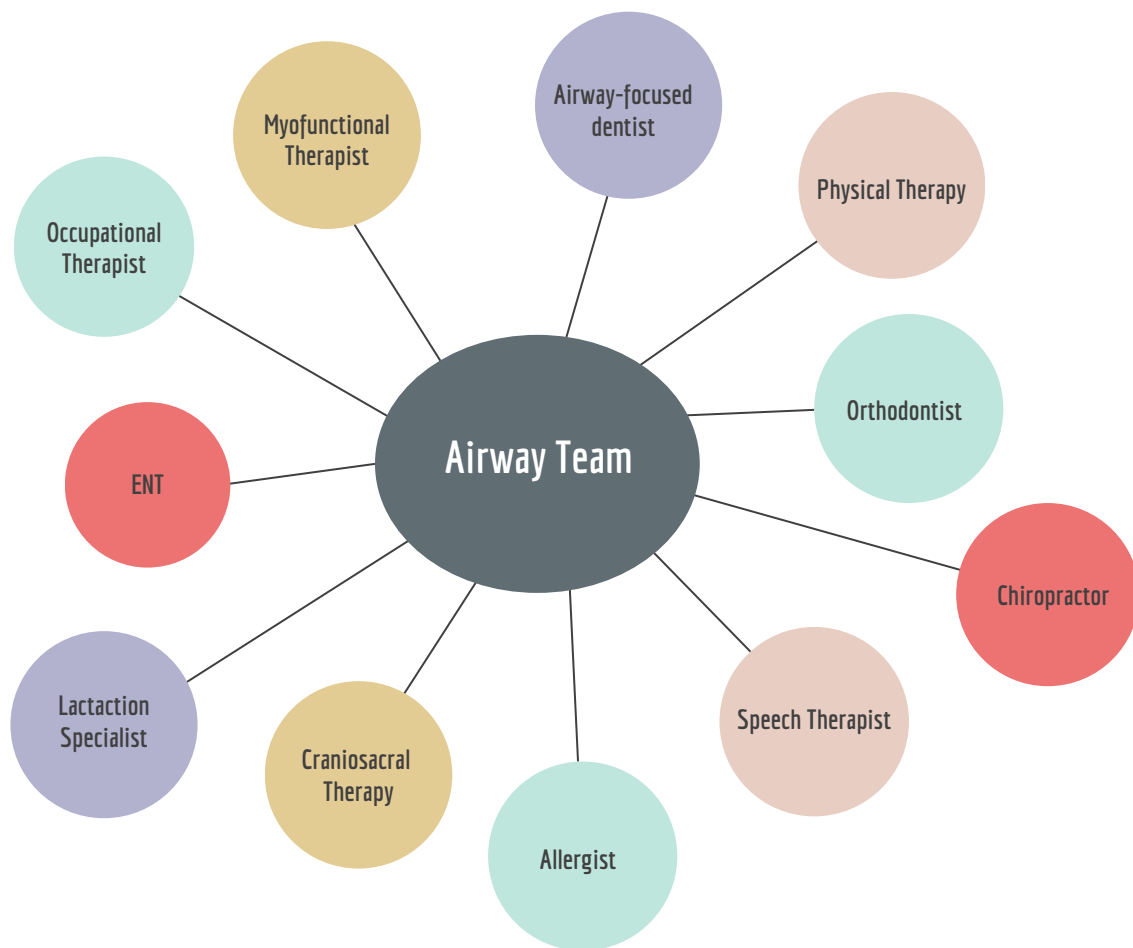 Airway-focused
dentist
Myofunctional
Therapist
Physical Therapy
Occupational
Therapist
Orthodontist
Airway Team
ENT
Chiropractor
Lactaction
Specialist
Speech Therapist
Craniosacral
Therapy
Allergist